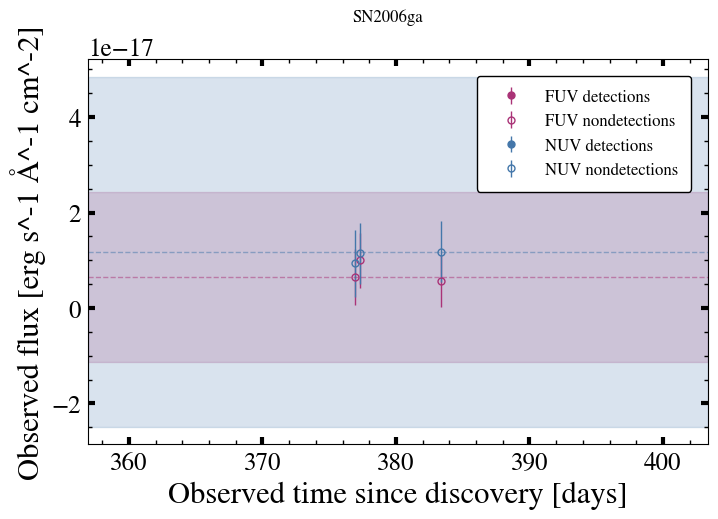 SN2006ga
1e−17
Observed flux [erg s^-1 Å^-1 cm^-2]
4
2
0
−2
FUV detections
FUV nondetections
NUV detections
NUV nondetections
360 370 380 390 400
Observed time since discovery [days]